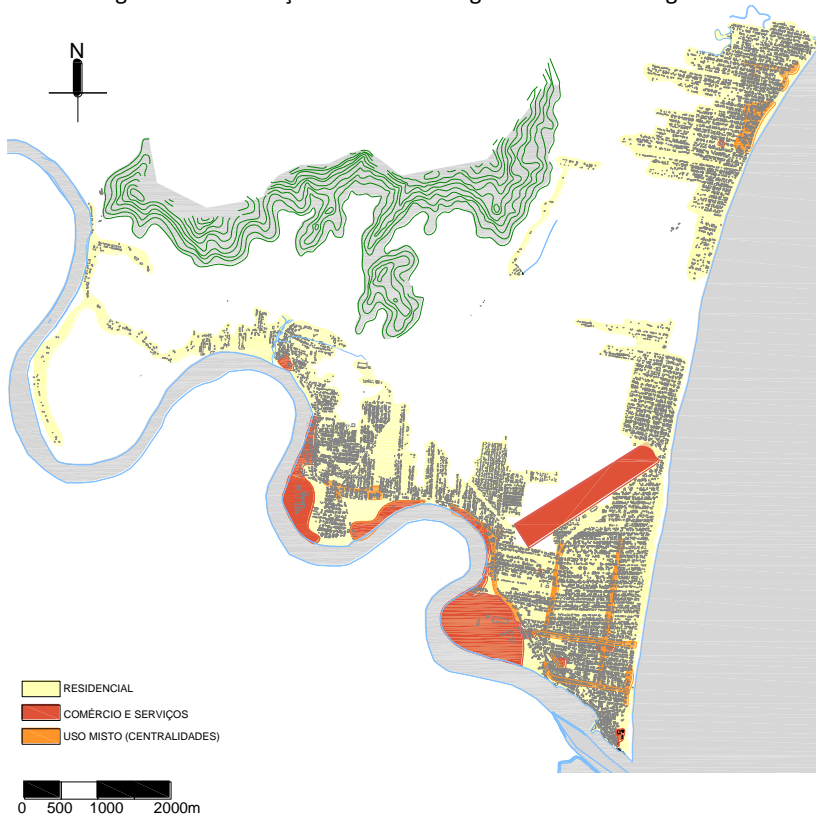 N
RESIDENCIAL
COMÉRCIO E SERVIÇOS
USO MISTO (CENTRALIDADES)
0 500 1000 2000m